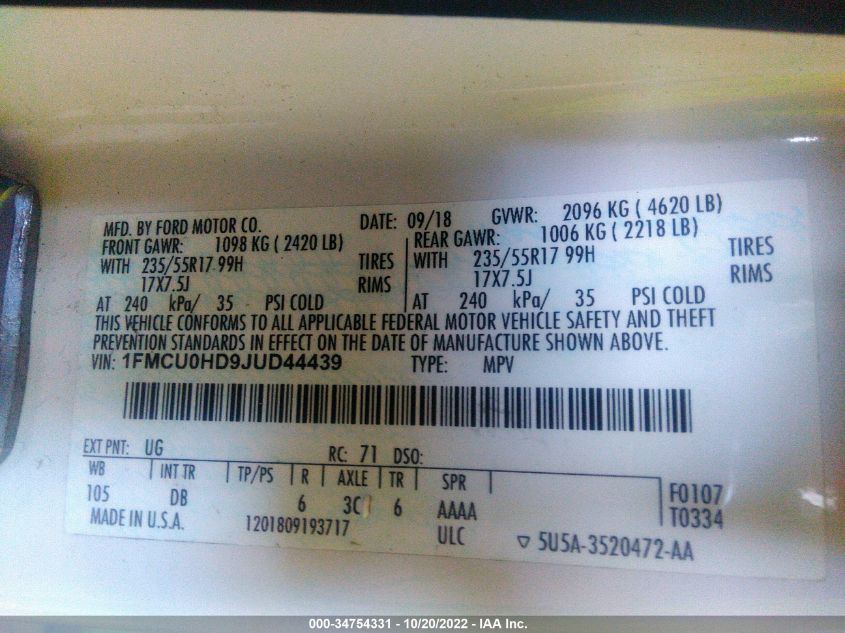 MFD. BY FORD MOTOR CO. DATE: 09/18 GVWR: 2096 KG ( 4620 LB)
FRONT GAWR: 1098 KG ( 2420 LB) REAR GAWR: 1006 KG ( 2218 LB)
WITH 235/55R17 99H TIRES WITH 235/55R17 99H TIRES
17X7.5J RIMS 17X7.5J RIMS
AT 240 kPa/ 35 PSI COLD AT 240 kPa/ 35 PSI COLD
THIS VEHICLE CONFORMS TO ALL APPLICABLE FEDERAL MOTOR VEHICLE SAFETY AND THEFT
PREVENTION STANDARDS IN EFFECT ON THE DATE OF MANUFACTURE SHOWN ABOVE.
VIN: 1FMCU0HD9JUD44439 TYPE: MPV
EXT PNT: UG RC: 71 DSO:
WB INT TR TP/PS R AXLE TR SPR
105 DB 6 3C 6 AAAA F0107
MADE IN U.S.A. 1201809193717 ULC T0334
5U5A-3520472-AA
000-34754331 - 10/20/2022 - IAA Inc.